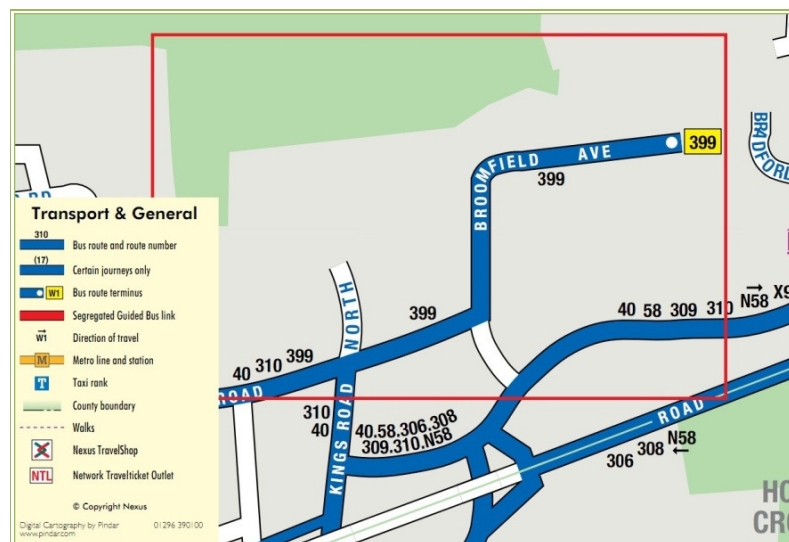 BRADFORD
399
BROOMFIELD AVE
399
RD
Transport & General
310
Bus route and route number
(17)
Certain journeys only
W1
Bus route terminus
Segregated Guided Bus link
W1
Direction of travel
M
Metro line and station
T
Taxi rank
County boundary
Walks
Nexus TravelShop
NTL
Network Travelticket Outlet
© Copyright Nexus
Digital Cartography by Pindar
01296 390100
www.pindar.com
NORTH
399
40 310 399
ROAD
40 58 309 310
N58
X9
310
40
KINGS ROAD
40.58.306.308
309.310.N58
ROAD
306 308 N58
HO
CRO